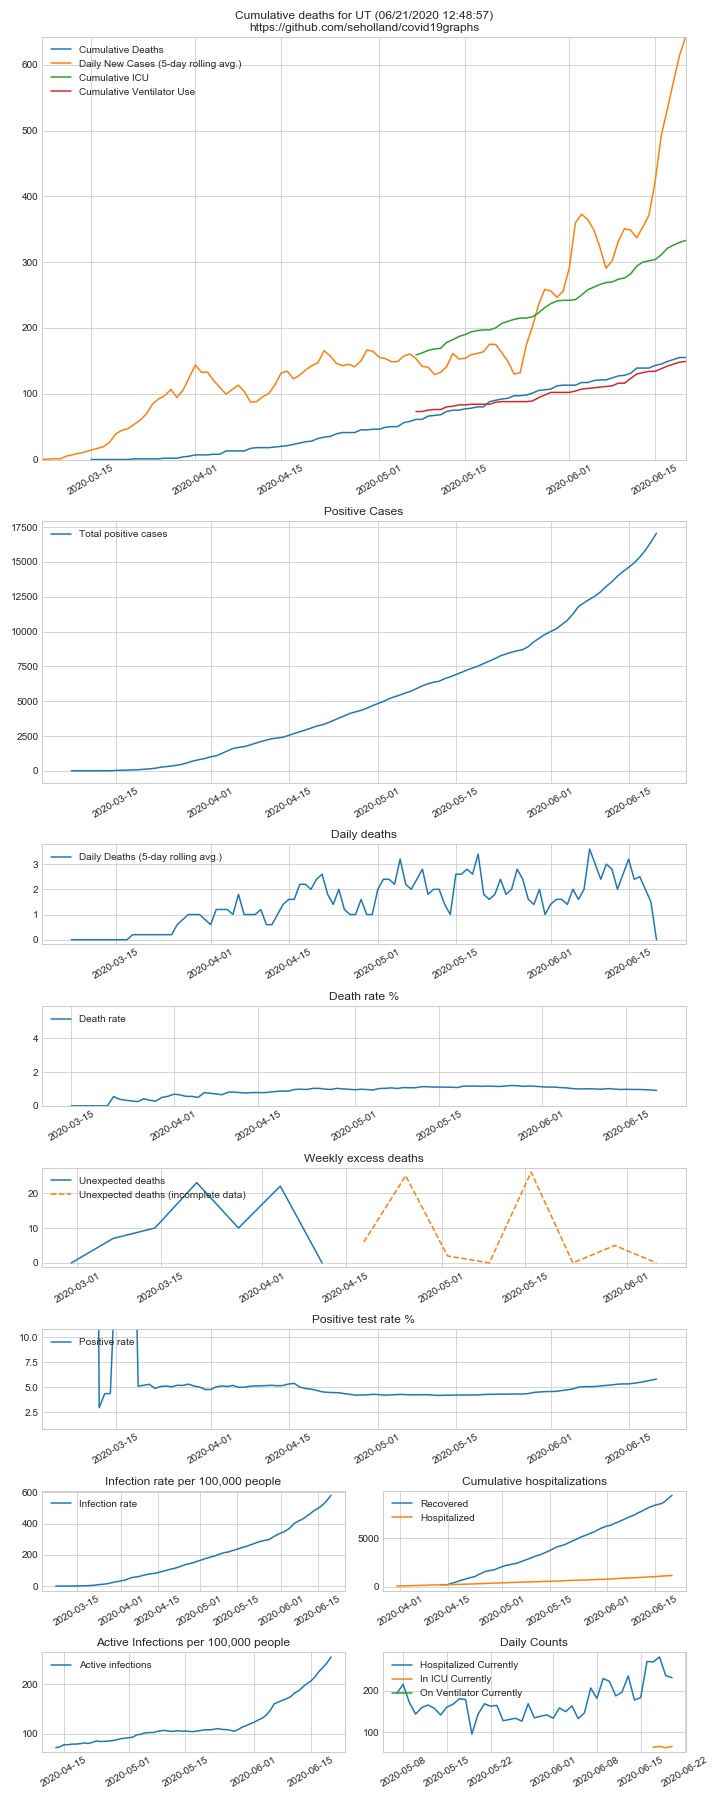 Cumulative deaths for UT (06/21/2020 12:48:57)
https://github.com/seholland/covid19graphs
Cumulative Deaths
Daily New Cases (5-day rolling avg.)
Cumulative ICU
Cumulative Ventilator Use
600
500
400
300
200
100
0
2020-03-15 2020-04-01 2020-04-15 2020-05-01 2020-05-15 2020-06-01 2020-06-15
Positive Cases
Total positive cases
17500
15000
12500
10000
7500
5000
2500
0
2020-03-15 2020-04-01 2020-04-15 2020-05-01 2020-05-15 2020-06-01 2020-06-15
Daily deaths
Daily Deaths (5-day rolling avg.)
3
2
1
0
2020-03-15 2020-04-01 2020-04-15 2020-05-01 2020-05-15 2020-06-01 2020-06-15
Death rate %
Death rate
4
2
0
2020-03-15 2020-04-01 2020-04-15 2020-05-01 2020-05-15 2020-06-01 2020-06-15
Weekly excess deaths
Unexpected deaths
Unexpected deaths (incomplete data)
20
10
0
2020-03-01 2020-03-15 2020-04-01 2020-04-15 2020-05-01 2020-05-15 2020-06-01
Positive test rate %
Positive rate
10.0
7.5
5.0
2.5
2020-03-15 2020-04-01 2020-04-15 2020-05-01 2020-05-15 2020-06-01 2020-06-15
Infection rate per 100,000 people
Infection rate
600
400
200
0
2020-03-15 2020-04-01 2020-04-15 2020-05-01 2020-05-15 2020-06-01 2020-06-15
Cumulative hospitalizations
Recovered
Hospitalized
5000
0
2020-04-01 2020-04-15 2020-05-01 2020-05-15 2020-06-01 2020-06-15
Active Infections per 100,000 people
Active infections
200
100
2020-04-15 2020-05-01 2020-05-15 2020-06-01 2020-06-15
Daily Counts
Hospitalized Currently
In ICU Currently
On Ventilator Currently
200
100
2020-05-08 2020-05-15 2020-05-22 2020-06-01 2020-06-08 2020-06-15 2020-06-22